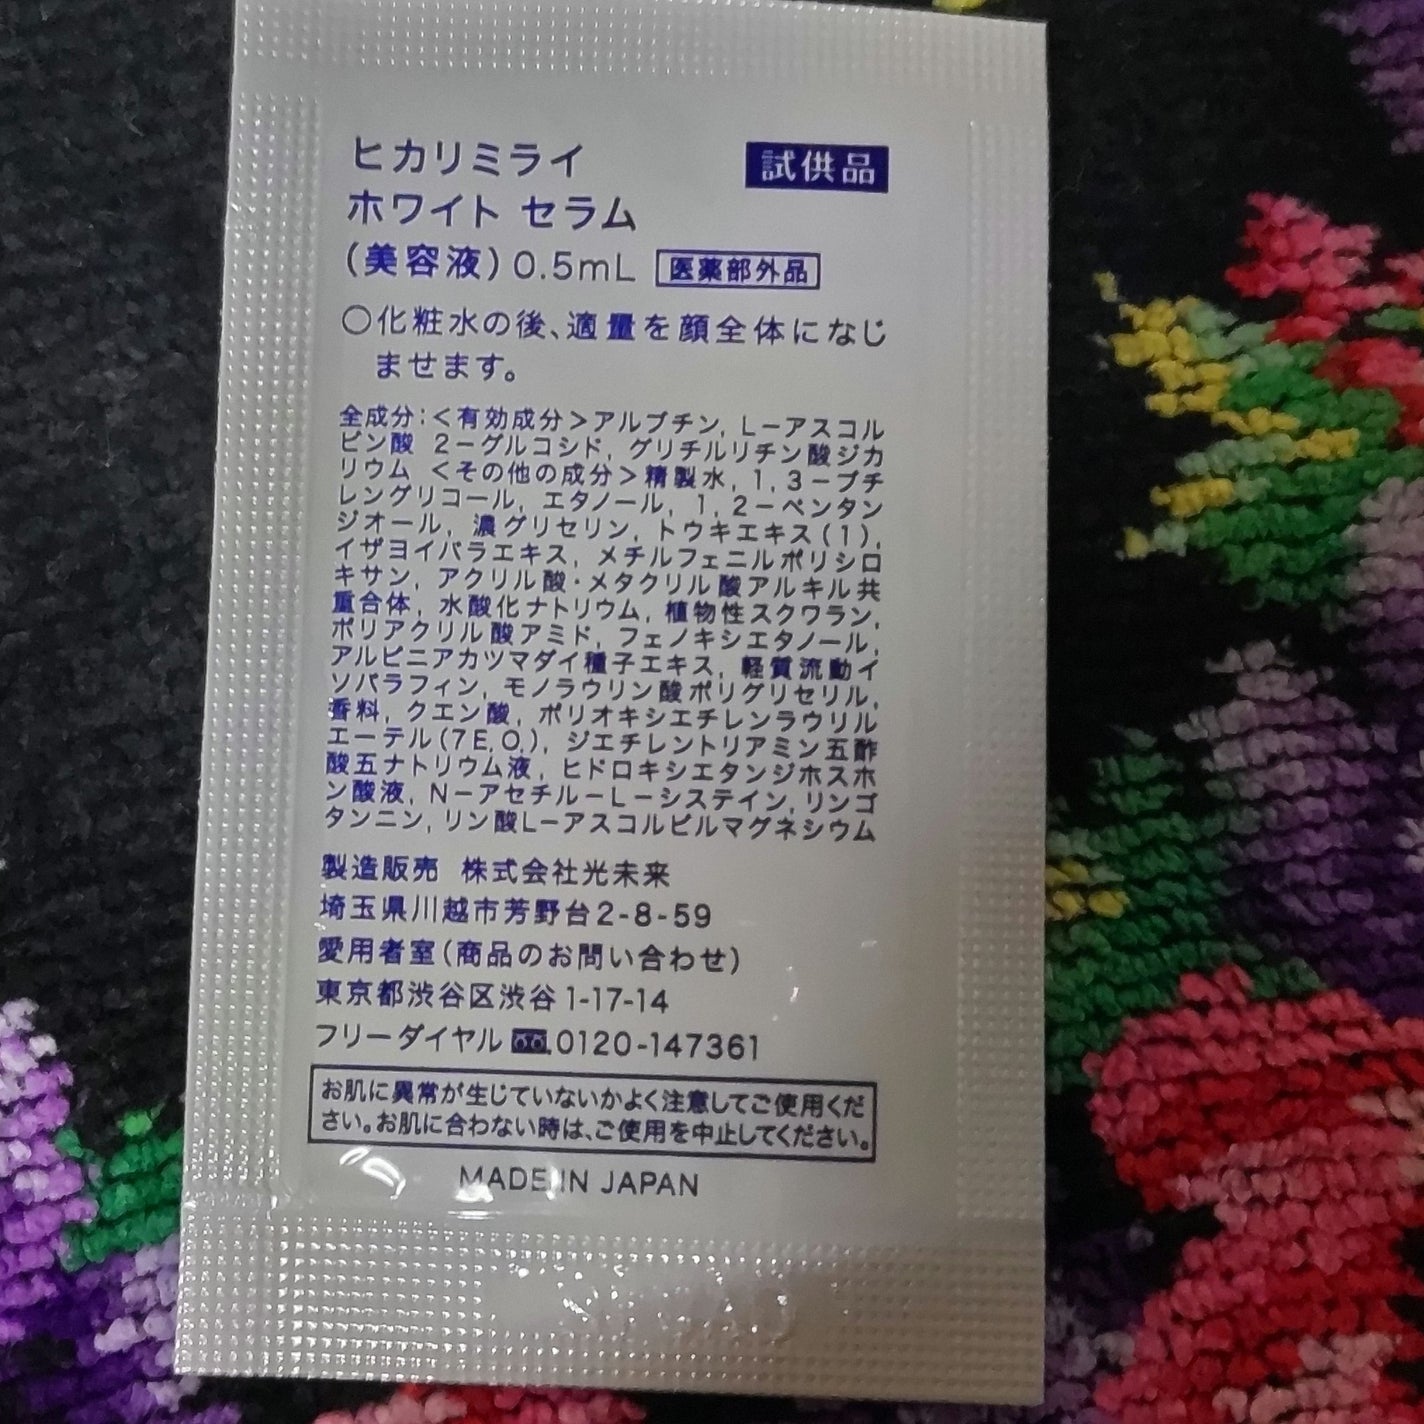 ヒカリミライ
ホワイト セラム
試供品
(美容液)0.5mL 医薬部外品
○化粧水の後、適量を顔全体になじ
ませます。
全成分:<有効成分>アルブチン, L-アスコル
ビン酸 2-グルコシド, グリチルリチン酸ジカ
リウム <その他の成分>精製水, 1,3-ブチ
レングリコール, エタノール, 1,2-ペンタン
ジオール, 濃グリセリン, トウキエキス(1),
イザヨイバラエキス, メチルフェニルポリシロ
キサン, アクリル酸・メタクリル酸アルキル共
重合体, 水酸化ナトリウム, 植物性スクワラン,
ポリアクリル酸アミド, フェノキシエタノール,
アルピニアカツマダイ種子エキス, 軽質流動イ
ソパラフィン, モノラウリン酸ポリグリセリル,
香料, クエン酸, ポリオキシエチレンラウリル
エーテル(7E.O.), ジエチレントリアミン五酢
酸五ナトリウム液, ヒドロキシエタンジホスホ
ン酸液, N-アセチル-L-システイン, リンゴ
タンニン, リン酸L-アスコルビルマグネシウム
製造販売 株式会社光未来
埼玉県川越市芳野台2-8-59
愛用者室(商品のお問い合わせ)
東京都渋谷区渋谷1-17-14
フリーダイヤル 0120-147361
お肌に異常が生じていないかよく注意してご使用くだ
さい。お肌に合わない時は、ご使用を中止してください。
MADE IN JAPAN